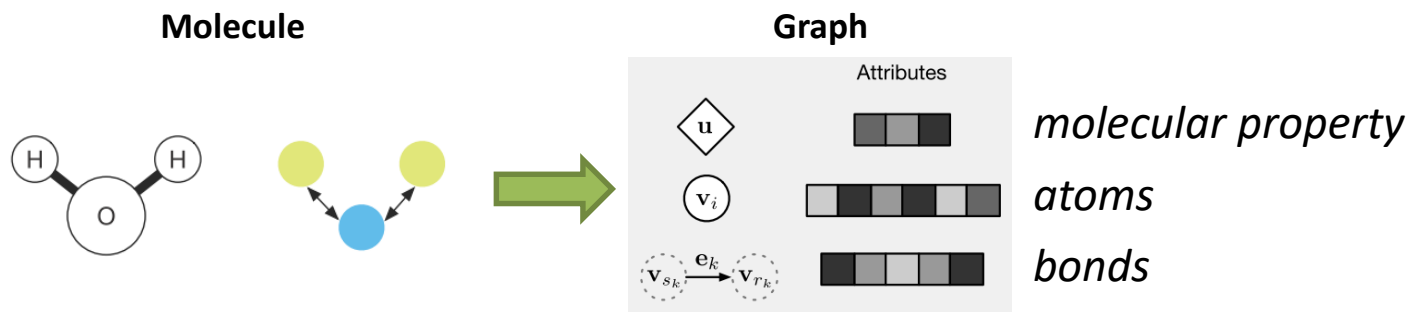 Molecule
Graph
H H
O
Attributes
u
molecular property
v_i
atoms
v_{s_k} e_k v_{r_k}
bonds